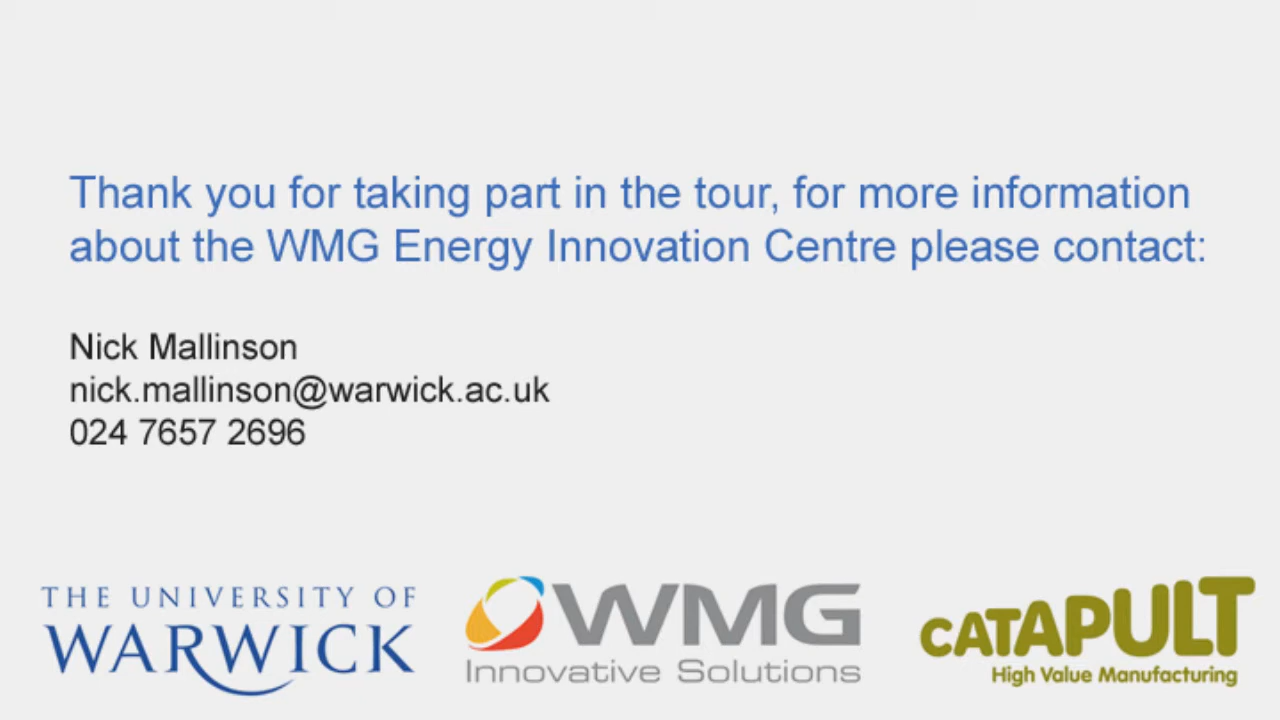 Thank you for taking part in the tour, for more information
about the WMG Energy Innovation Centre please contact:
Nick Mallinson
nick.mallinson@warwick.ac.uk
024 7657 2696
THE UNIVERSITY OF
WARWICK
WMG
Innovative Solutions
CATAPULT
High Value Manufacturing